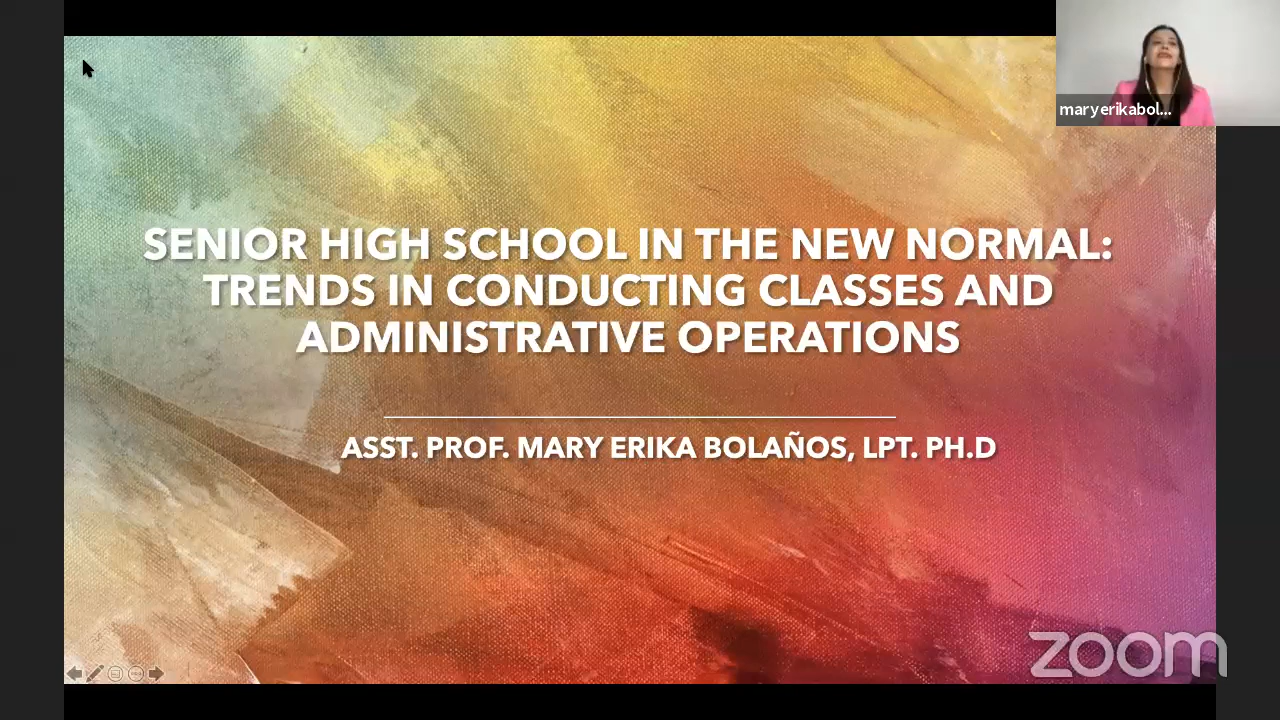 maryerikabol...
SENIOR HIGH SCHOOL IN THE NEW NORMAL:
TRENDS IN CONDUCTING CLASSES AND
ADMINISTRATIVE OPERATIONS
ASST. PROF. MARY ERIKA BOLAÑOS, LPT. PH.D
zoom